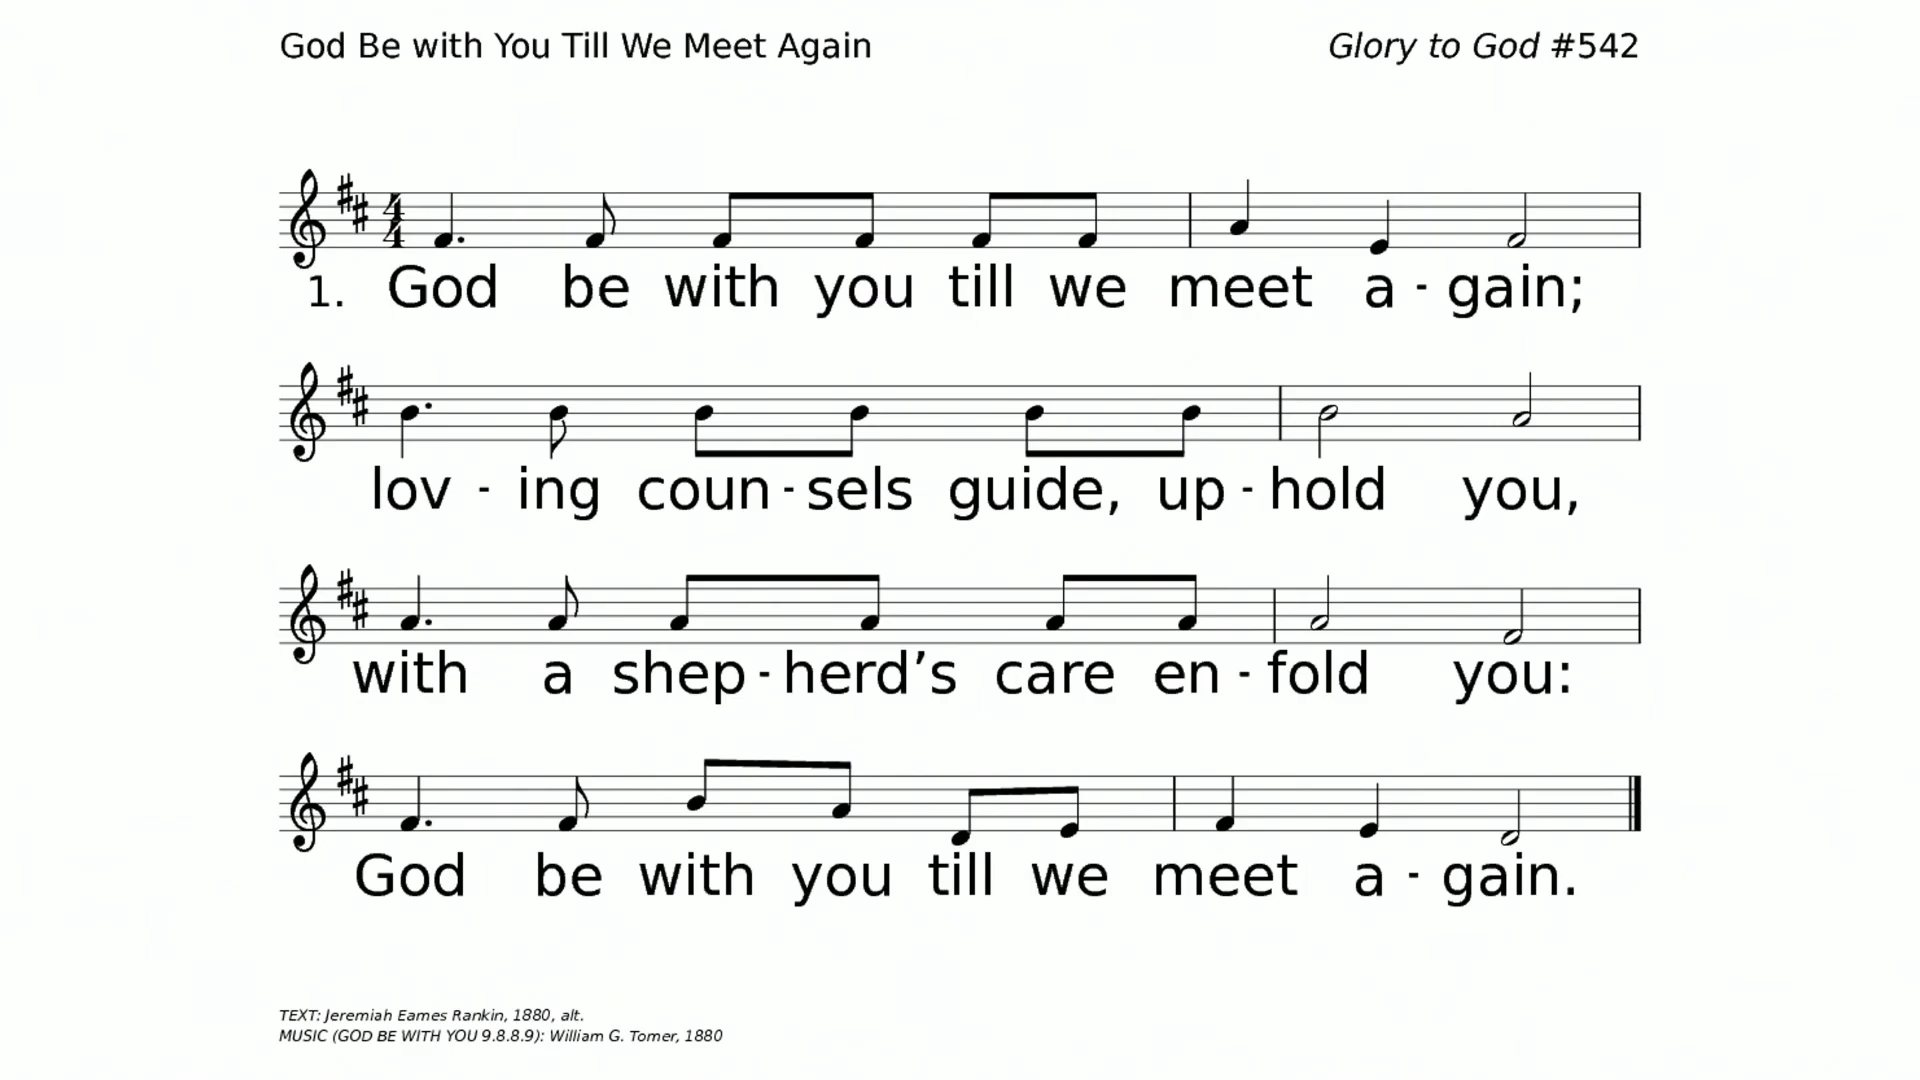 God Be with You Till We Meet Again
Glory to God #542
4
4
1. God be with you till we meet a - gain;
lov - ing coun - sels guide, up - hold you,
with a shep - herd’s care en - fold you:
God be with you till we meet a - gain.
TEXT: Jeremiah Eames Rankin, 1880, alt.
MUSIC (GOD BE WITH YOU 9.8.8.9): William G. Tomer, 1880